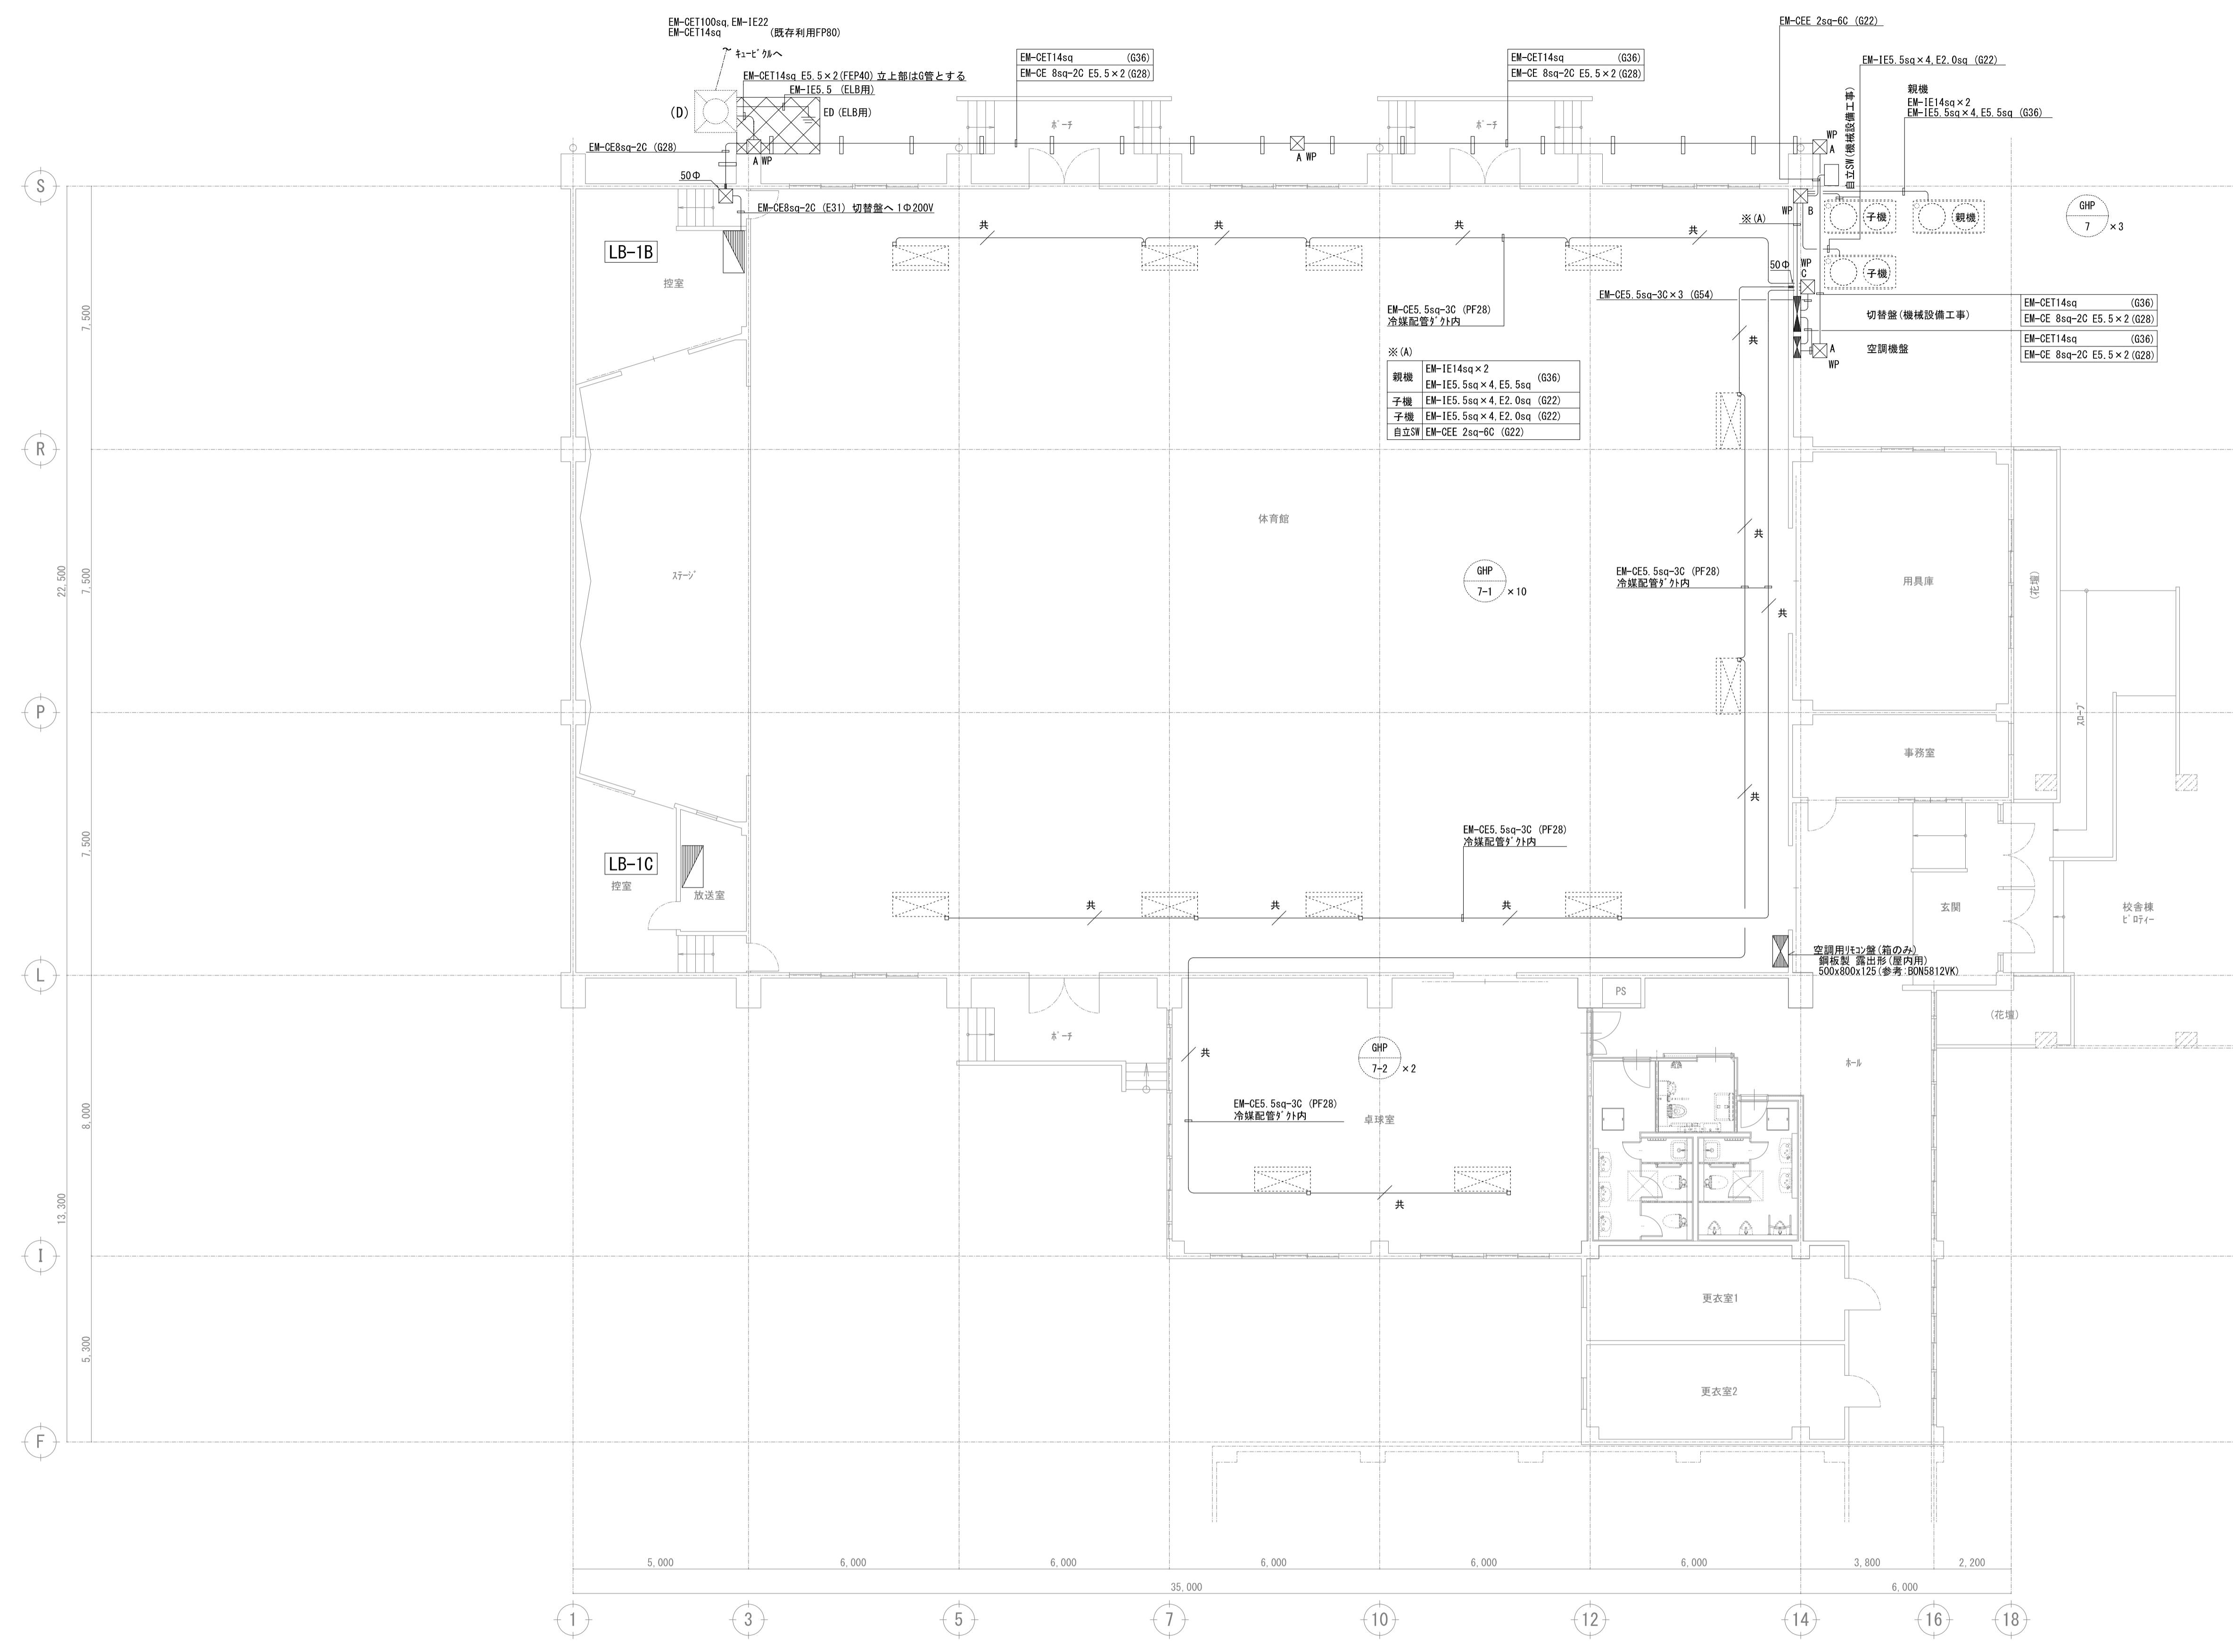 EM-CET100sq, EM-IE22
EM-CET14sq (既存利用FP80)
ｷｭｰﾋﾞｸﾙへ
EM-CET14sq E5.5×2(FEP40) 立上部はG管とする
EM-IE5.5 (ELB用)
(D)
ED(ELB用)
EM-CE8sq-2C (G28)
A WP
50Φ
EM-CE8sq-2C (E31) 切替盤へ 1Φ200V
EM-CET14sq (G36)
EM-CE 8sq-2C E5.5×2(G28)
ﾎﾟｰﾁ
A WP
EM-CET14sq (G36)
EM-CE 8sq-2C E5.5×2(G28)
ﾎﾟｰﾁ
EM-CEE 2sq-6C (G22)
EM-IE5.5sq×4, E2.0sq (G22)
自立SW(機械設備工事)
親機
EM-IE14sq×2
EM-IE5.5sq×4, E5.5sq (G36)
WP
A
WP B
子機
親機
子機
GHP
7 ×3
※(A)
50Φ
WP
C
EM-CE5.5sq-3C×3 (G54)
切替盤(機械設備工事)
EM-CET14sq (G36)
EM-CE 8sq-2C E5.5×2(G28)
空調機盤
EM-CET14sq (G36)
EM-CE 8sq-2C E5.5×2(G28)
A
WP
S
R
P
L
I
F
7,500
7,500
7,500
22,500
8,000
5,300
13,300
LB-1B
控室
共
共
共
共
EM-CE5.5sq-3C (PF28)
冷媒配管ﾀﾞｸﾄ内
※(A)
親機 EM-IE14sq×2
EM-IE5.5sq×4, E5.5sq (G36)
子機 EM-IE5.5sq×4, E2.0sq (G22)
子機 EM-IE5.5sq×4, E2.0sq (G22)
自立SW EM-CEE 2sq-6C (G22)
共
共
共
共
体育館
ｽﾃｰｼﾞ
GHP
7-1 ×10
EM-CE5.5sq-3C (PF28)
冷媒配管ﾀﾞｸﾄ内
用具庫
(花壇)
ｽﾛｰﾌﾟ
事務室
LB-1C
控室
放送室
EM-CE5.5sq-3C (PF28)
冷媒配管ﾀﾞｸﾄ内
共
共
共
玄関
校舎棟
ﾋﾟﾛﾃｨｰ
空調用ﾘﾓｺﾝ盤(箱のみ)
鋼板製 露出形(屋内用)
500x800x125(参考:BON5812VK)
PS
(花壇)
ﾎﾟｰﾁ
共
GHP
7-2 ×2
ﾎｰﾙ
EM-CE5.5sq-3C (PF28)
冷媒配管ﾀﾞｸﾄ内
卓球室
共
更衣室1
更衣室2
5,000
6,000
6,000
6,000
6,000
6,000
3,800
2,200
35,000
6,000
1
3
5
7
10
12
14
16
18